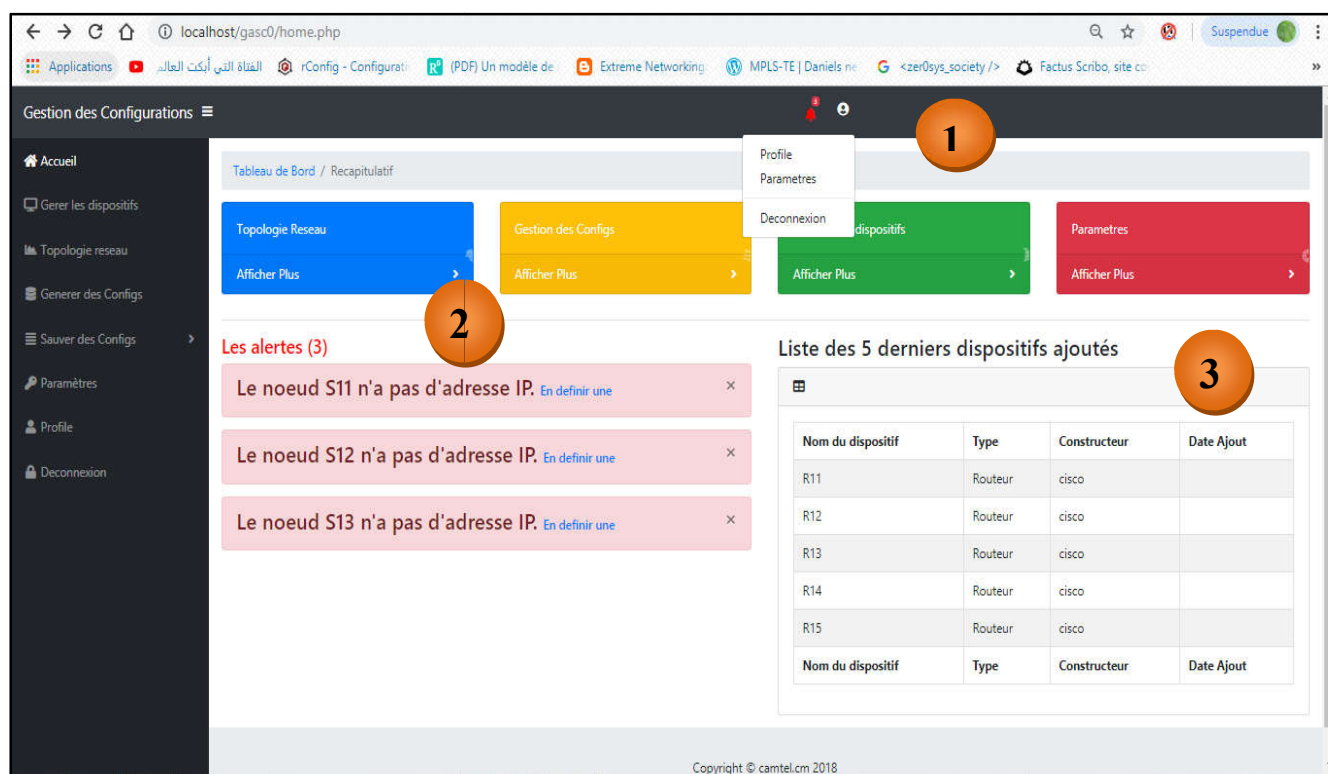 localhost/gasc0/home.php
Suspendue
Applications
الفتاة التي أبكت العالم
rConfig - Configurati
(PDF) Un modèle de
Extreme Networking
MPLS-TE | Daniels ne
<zer0sys_society />
Factus Scribo, site co
»
Gestion des Configurations
3
1
Profile
Parametres
Deconnexion
Accueil
Gerer les dispositifs
Topologie reseau
Generer des Configs
Sauver des Configs
Paramètres
Profile
Deconnexion
Tableau de Bord / Recapitulatif
Topologie Reseau
Afficher Plus
Gestion des Configs
Afficher Plus
dispositifs
Afficher Plus
Parametres
Afficher Plus
2
Les alertes (3)
Le noeud S11 n'a pas d'adresse IP. En definir une ×
Le noeud S12 n'a pas d'adresse IP. En definir une ×
Le noeud S13 n'a pas d'adresse IP. En definir une ×
Liste des 5 derniers dispositifs ajoutés
3
Nom du dispositif Type Constructeur Date Ajout
R11 Routeur cisco
R12 Routeur cisco
R13 Routeur cisco
R14 Routeur cisco
R15 Routeur cisco
Nom du dispositif Type Constructeur Date Ajout
Copyright © camtel.cm 2018